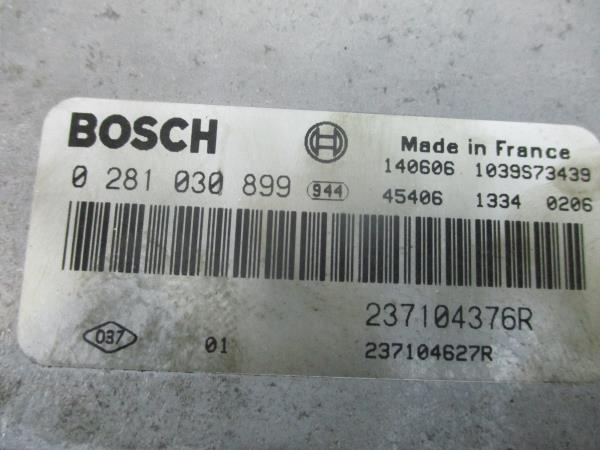 BOSCH
Made in France
0 281 030 899 944
140606 1039S73439
45406 1334 0206
237104376R
037 01 237104627R